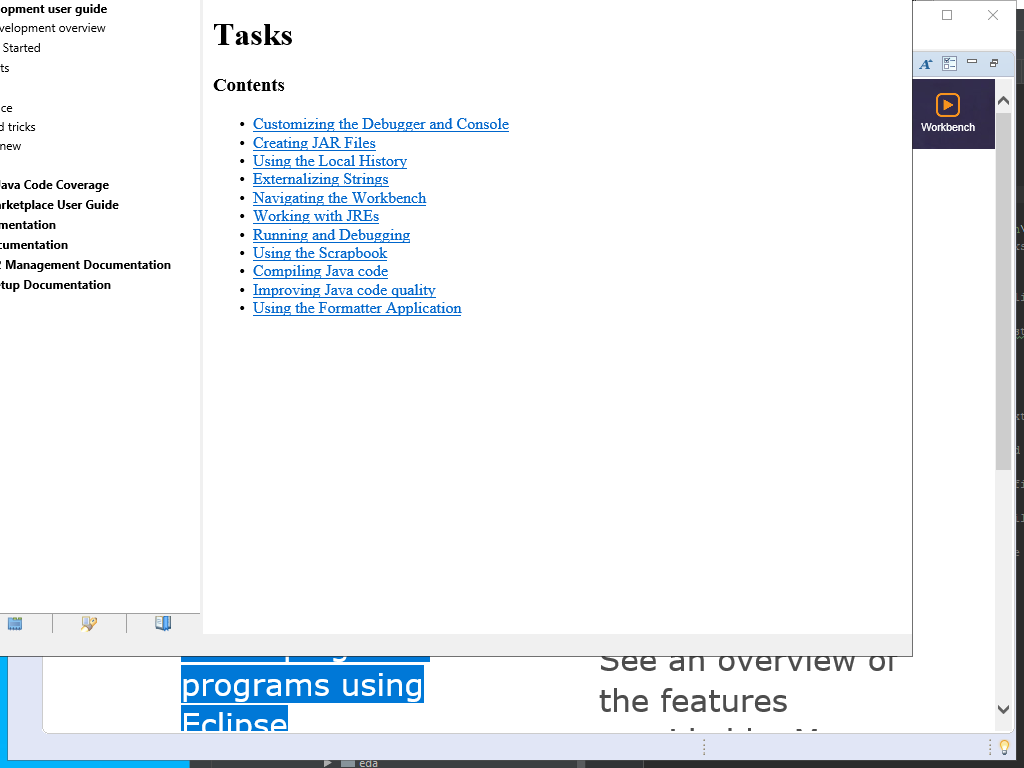 opment user guide
velopment overview
Started
ts
ce
d tricks
new
Java Code Coverage
arketplace User Guide
mentation
cumentation
2 Management Documentation
tup Documentation
Tasks
Contents
• Customizing the Debugger and Console
• Creating JAR Files
• Using the Local History
• Externalizing Strings
• Navigating the Workbench
• Working with JREs
• Running and Debugging
• Using the Scrapbook
• Compiling Java code
• Improving Java code quality
• Using the Formatter Application
Workbench
programs using
Eclipse
See an overview of
the features
eda